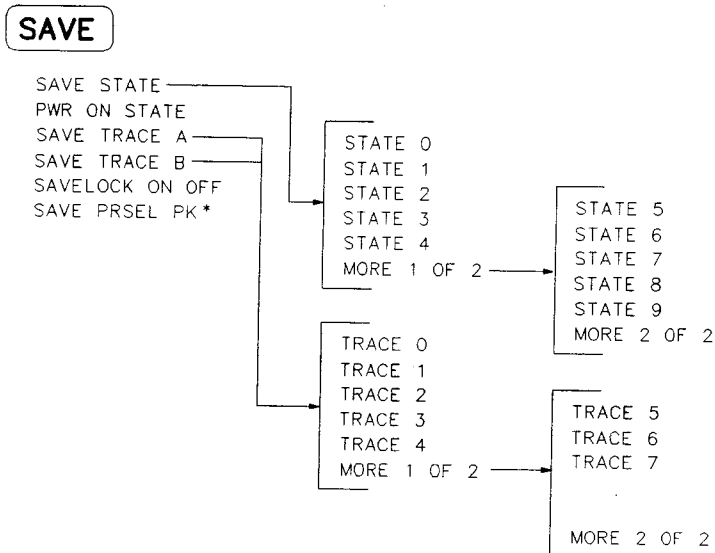 SAVE
SAVE STATE
PWR ON STATE
SAVE TRACE A
SAVE TRACE B
SAVELOCK ON OFF
SAVE PRSEL PK*
STATE 0
STATE 1
STATE 2
STATE 3
STATE 4
MORE 1 OF 2
STATE 5
STATE 6
STATE 7
STATE 8
STATE 9
MORE 2 OF 2
TRACE 0
TRACE 1
TRACE 2
TRACE 3
TRACE 4
MORE 1 OF 2
TRACE 5
TRACE 6
TRACE 7
MORE 2 OF 2